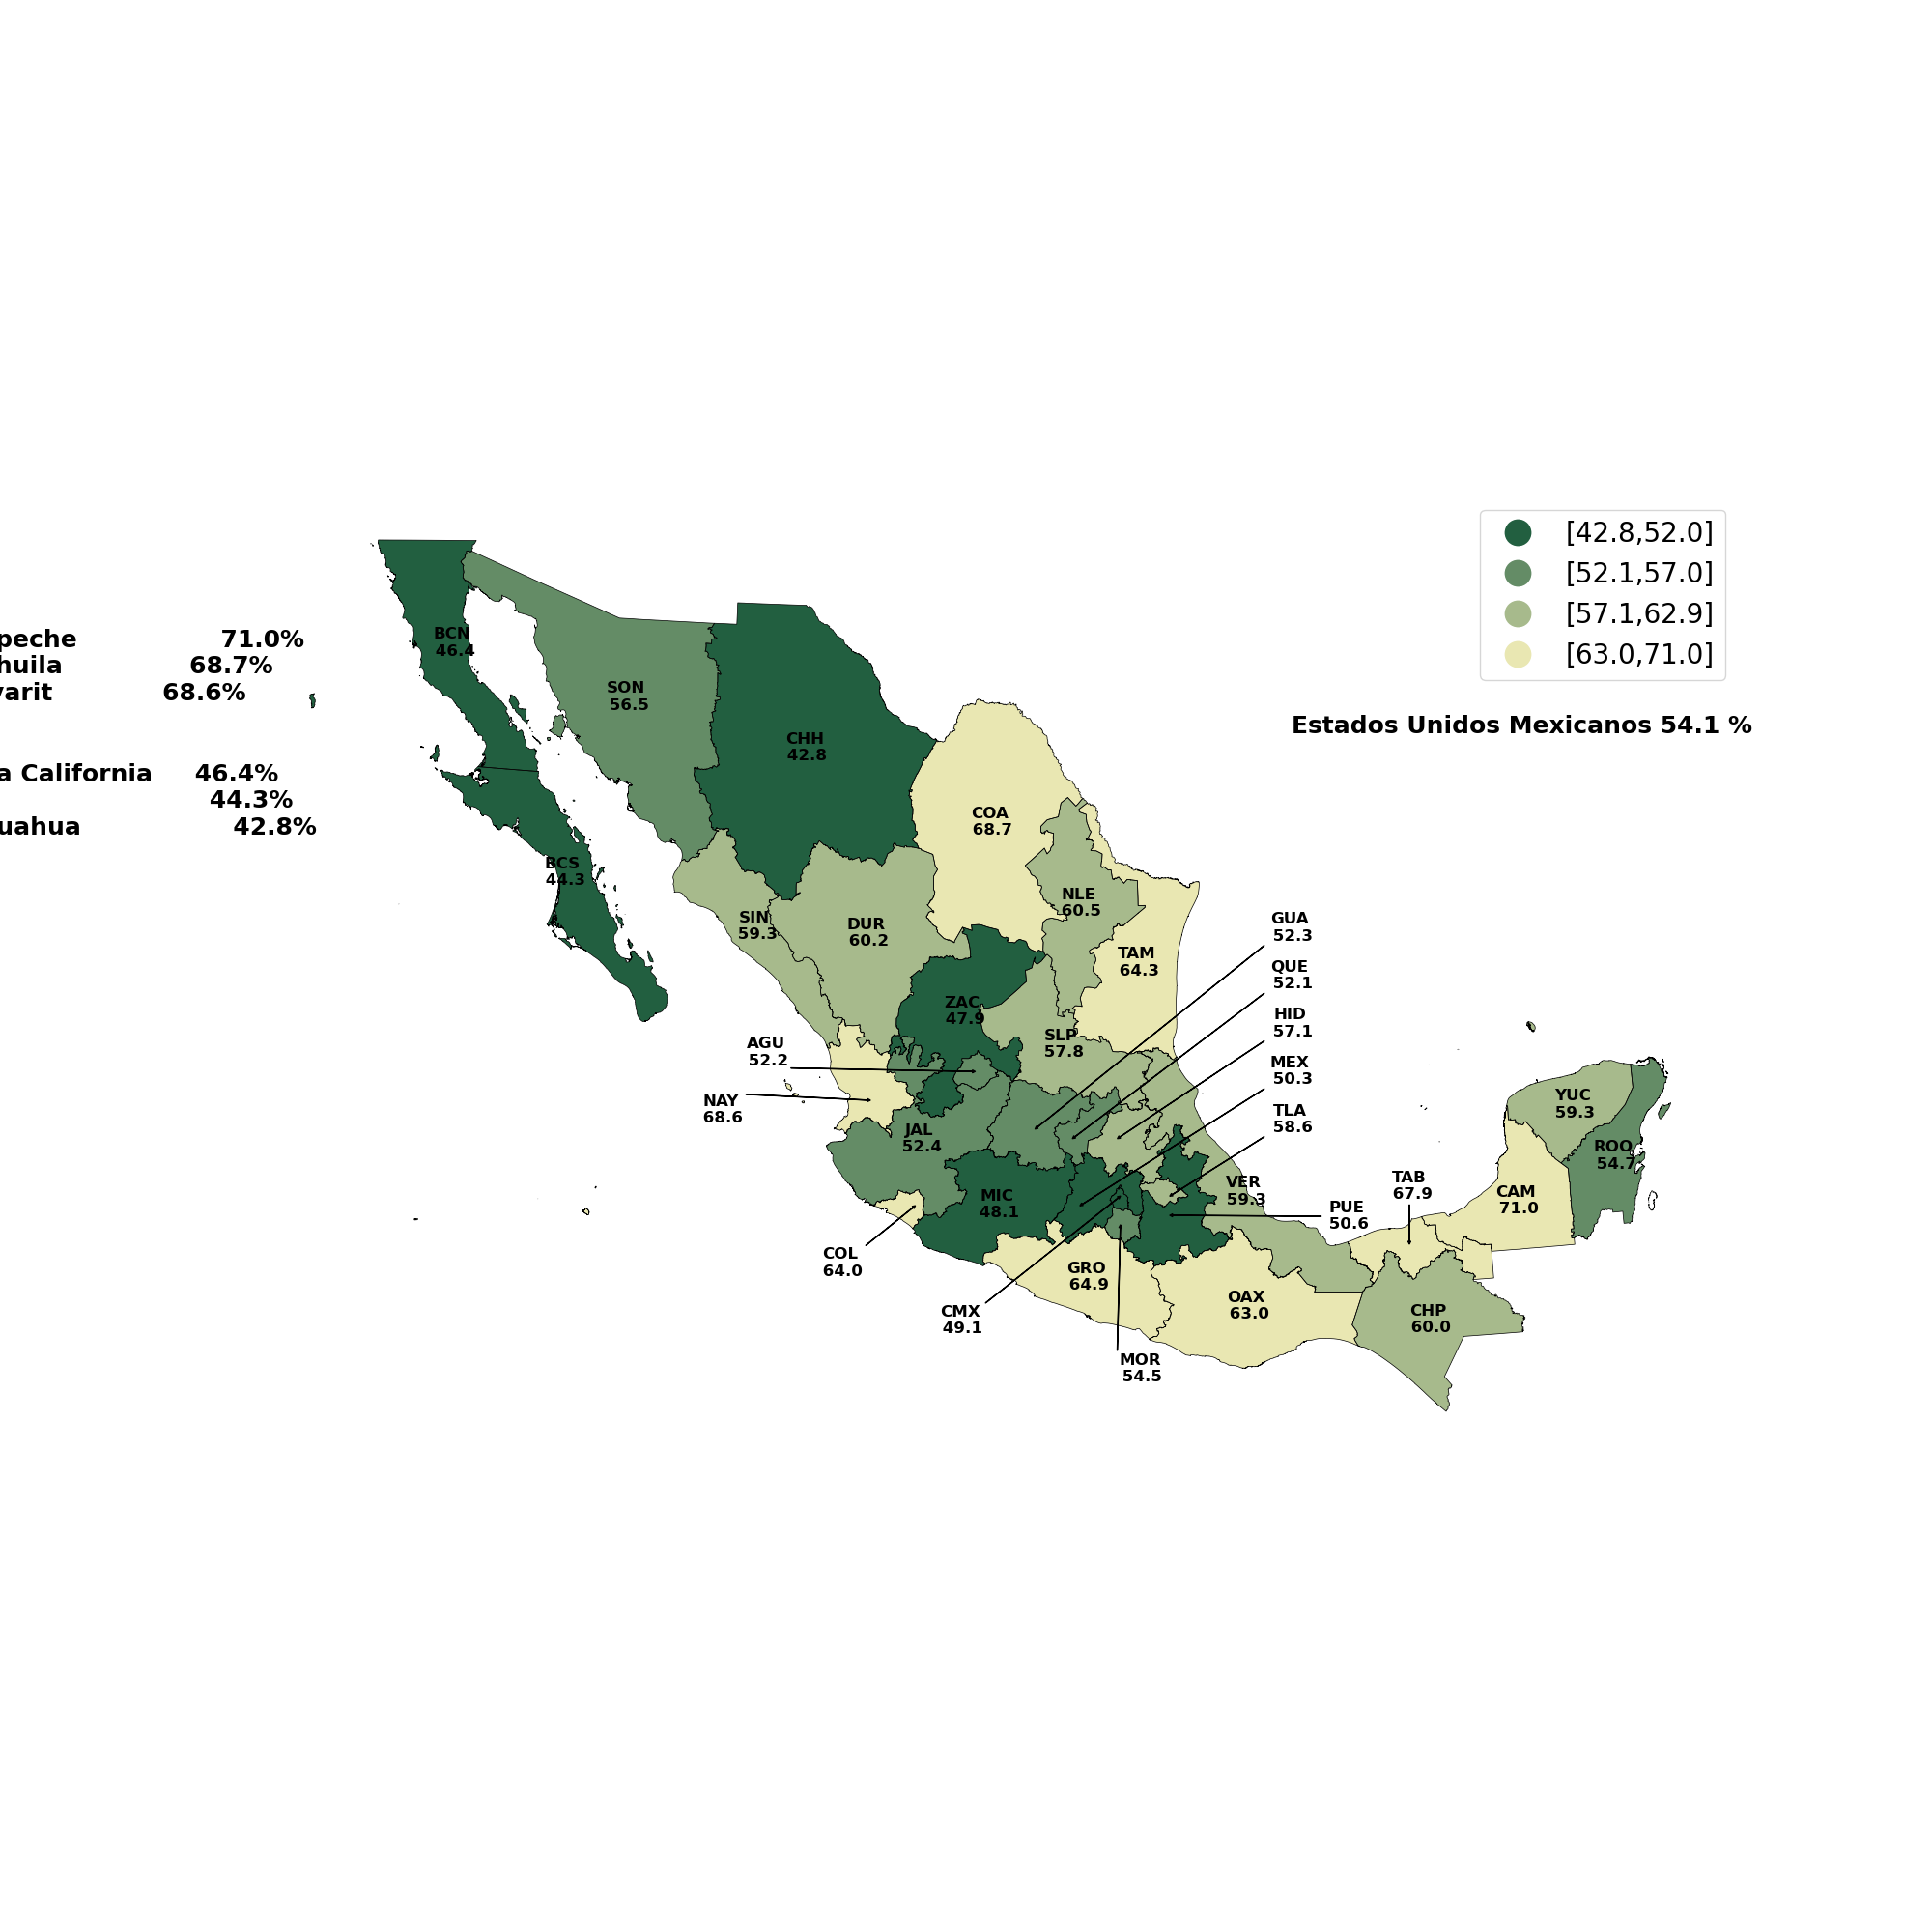 [42.8,52.0]
[52.1,57.0]
[57.1,62.9]
[63.0,71.0]
Estados Unidos Mexicanos 54.1 %
peche 71.0%
huila 68.7%
varit 68.6%
a California 46.4%
44.3%
uahua 42.8%
BCN
46.4
SON
56.5
CHH
42.8
COA
68.7
BCS
44.3
SIN
59.3
DUR
60.2
NLE
60.5
TAM
64.3
GUA
52.3
QUE
52.1
HID
57.1
MEX
50.3
TLA
58.6
ZAC
47.9
SLP
57.8
AGU
52.2
NAY
68.6
JAL
52.4
MIC
48.1
COL
64.0
CMX
49.1
GRO
64.9
MOR
54.5
VER
59.3
PUE
50.6
OAX
63.0
TAB
67.9
CHP
60.0
CAM
71.0
YUC
59.3
ROO
54.7